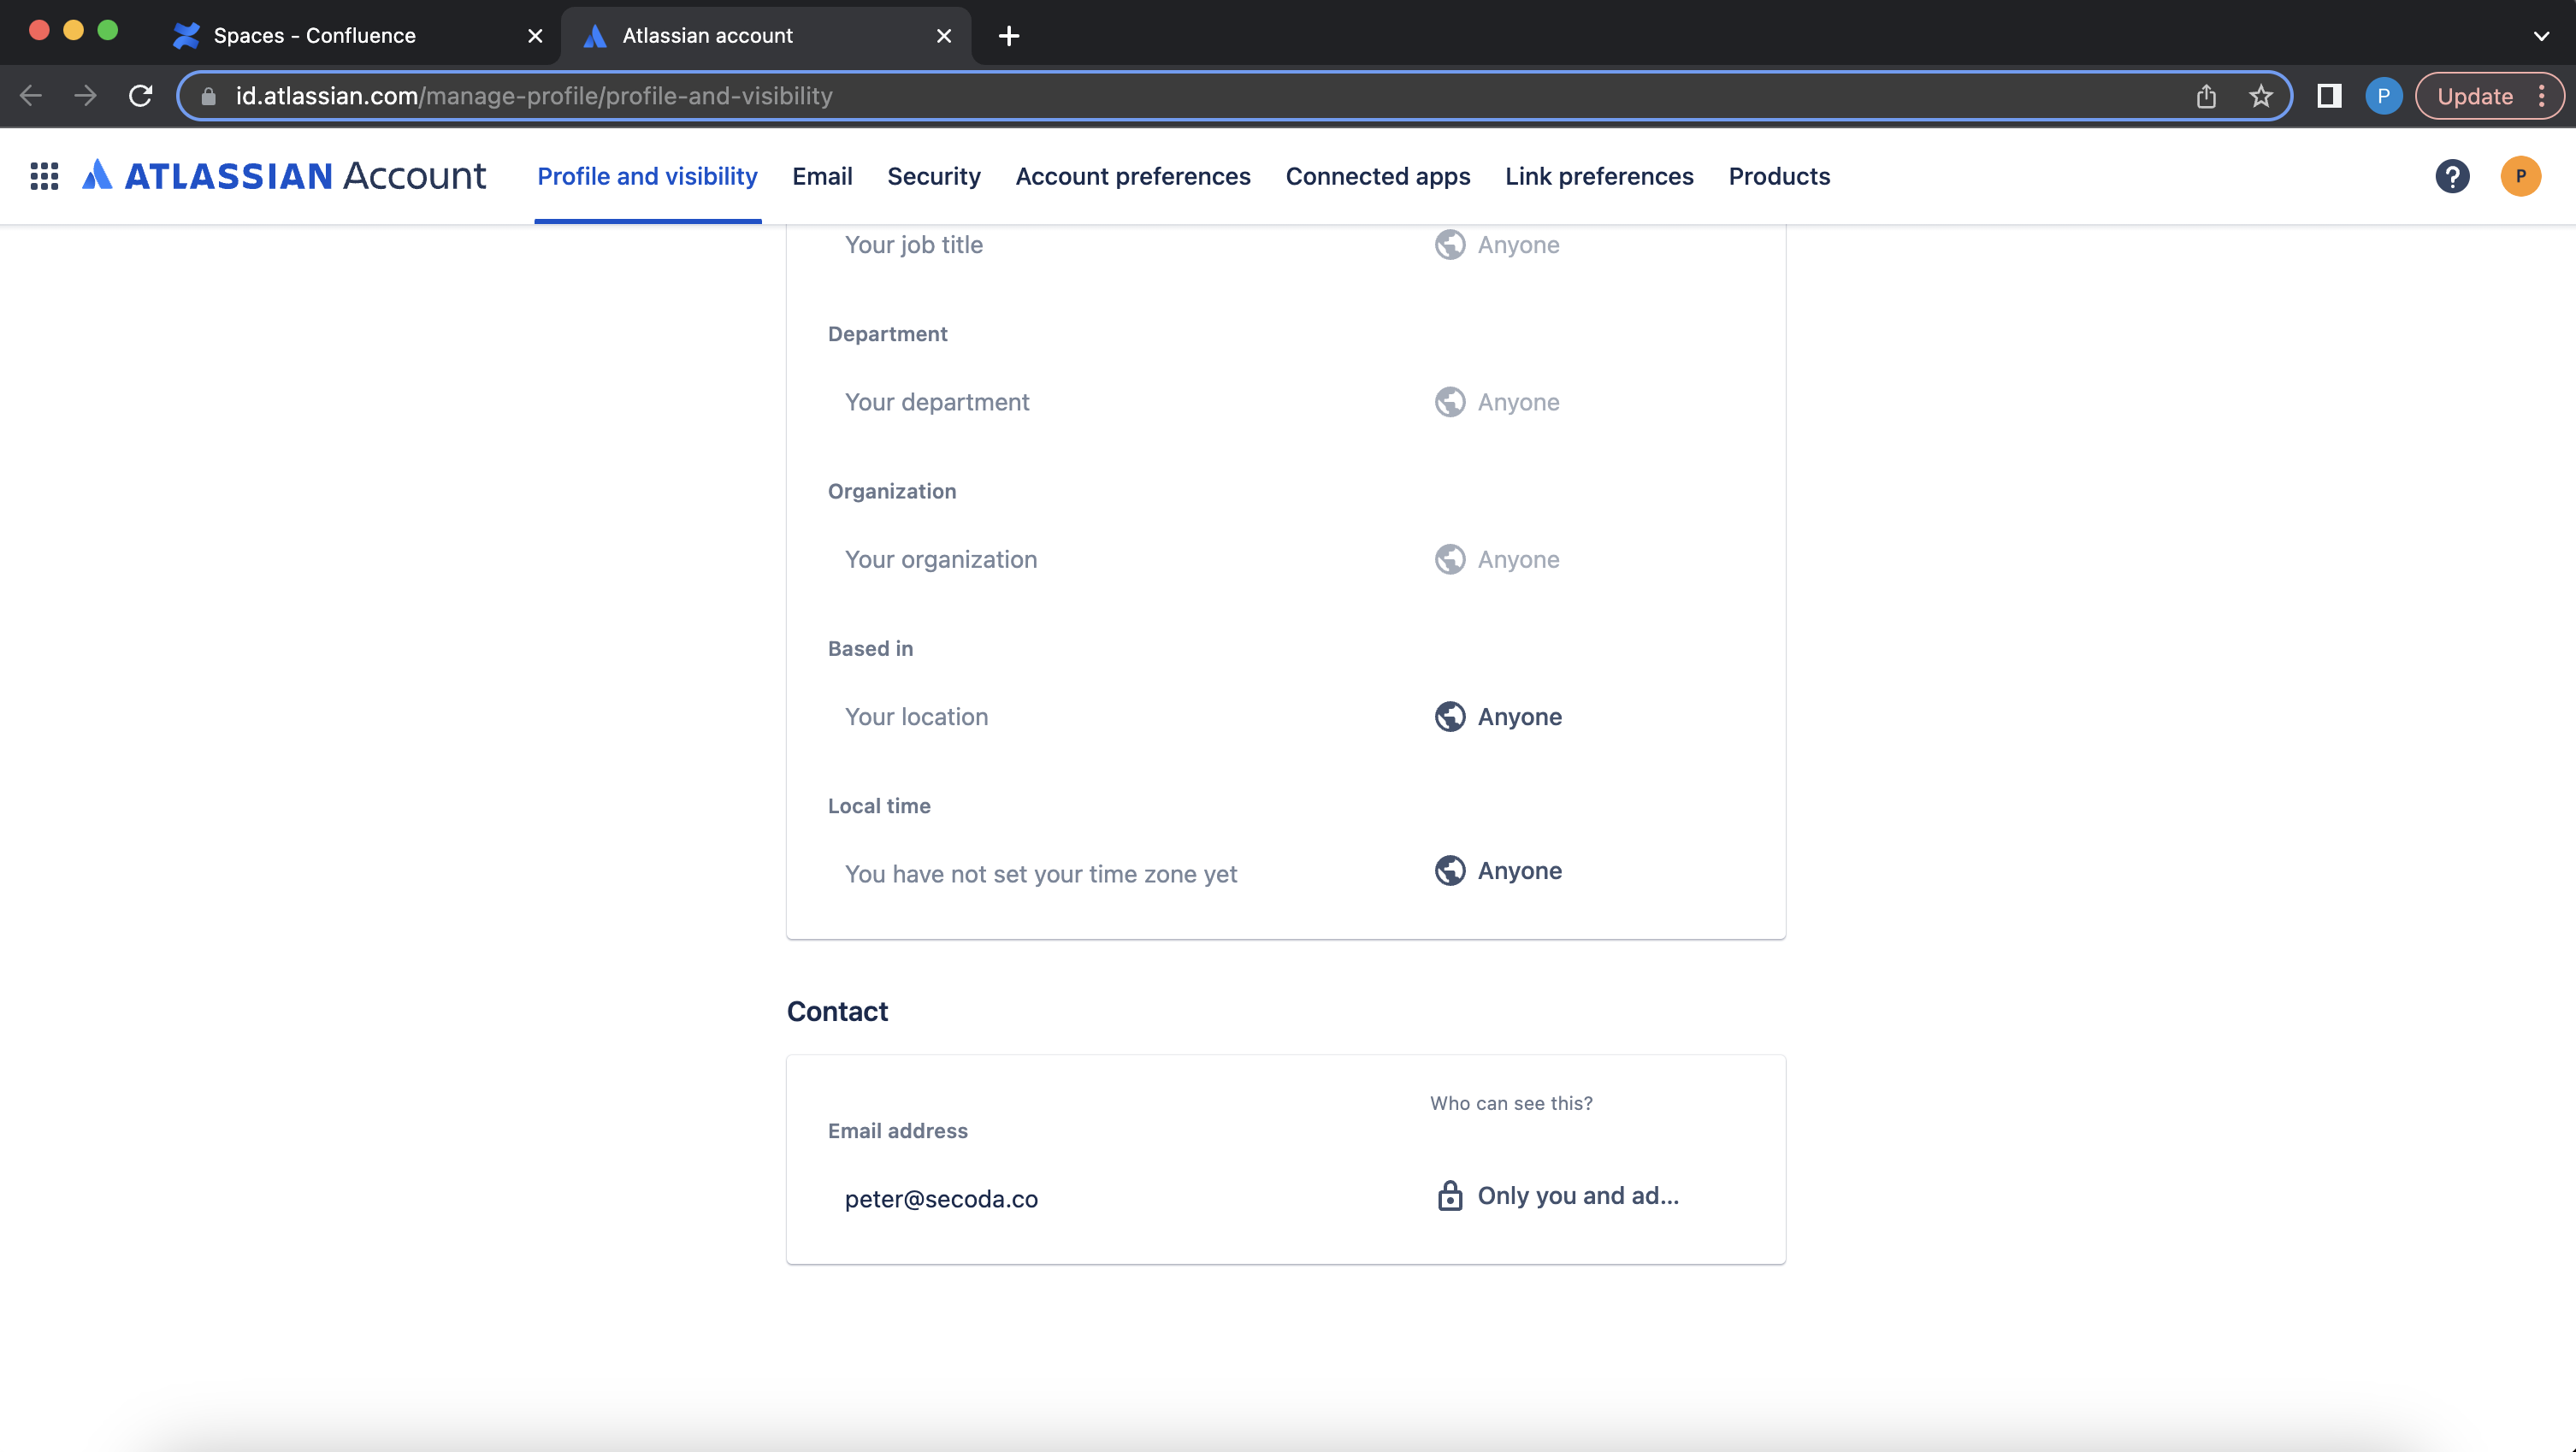 Spaces - Confluence
Atlassian account
id.atlassian.com/manage-profile/profile-and-visibility
P
Update
ATLASSIAN Account
Profile and visibility
Email
Security
Account preferences
Connected apps
Link preferences
Products
?
P
Your job title
Anyone
Department
Your department
Anyone
Organization
Your organization
Anyone
Based in
Your location
Anyone
Local time
You have not set your time zone yet
Anyone
Contact
Who can see this?
Email address
peter@secoda.co
Only you and ad...